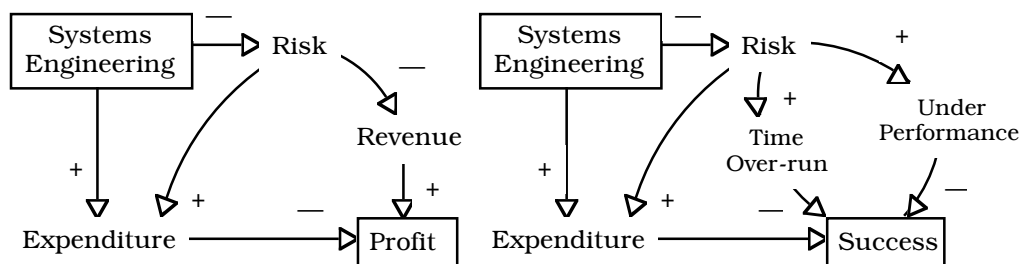 Systems
Engineering
—
Risk
—
Revenue
+
+
+
Expenditure
—
Profit
Systems
Engineering
—
Risk
+
+
Under
Performance
Time
Over-run
+
+
—
—
Expenditure
Success